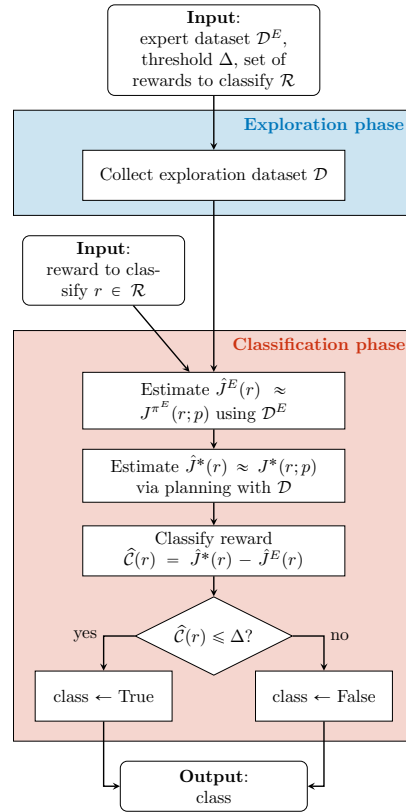 Input:
expert dataset 𝒟^E,
threshold Δ, set of
rewards to classify ℛ
Exploration phase
Collect exploration dataset 𝒟
Input:
reward to clas-
sify r ∈ ℛ
Classification phase
Estimate Ĵ^E(r) ≈
J^{π^E}(r; p) using 𝒟^E
Estimate Ĵ*(r) ≈ J*(r; p)
via planning with 𝒟
Classify reward
𝒞̂(r) = Ĵ*(r) − Ĵ^E(r)
𝒞̂(r) ⩽ Δ?
yes
no
class ← True
class ← False
Output:
class